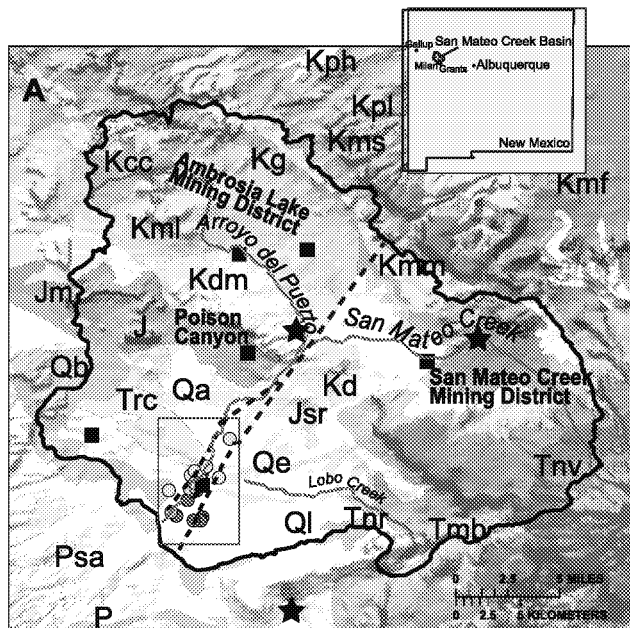 A
Kph
Gallup
San Mateo Creek Basin
Milan
Grants
Albuquerque
New Mexico
Kpl
Kms
Kcc
Kg
Kmf
Ambrosia Lake
Mining District
Kml
Arroyo del Puerto
Kdm
Kmm
Jm
J
Poison
Canyon
San Mateo Creek
Qb
Qa
Trc
Kd
San Mateo Creek
Mining District
Jsr
Qe
Lobo Creek
Tnv
Ql
Tnr
Tmb
Psa
P
0 2.5 5 MILES
0 2.5 5 KILOMETERS